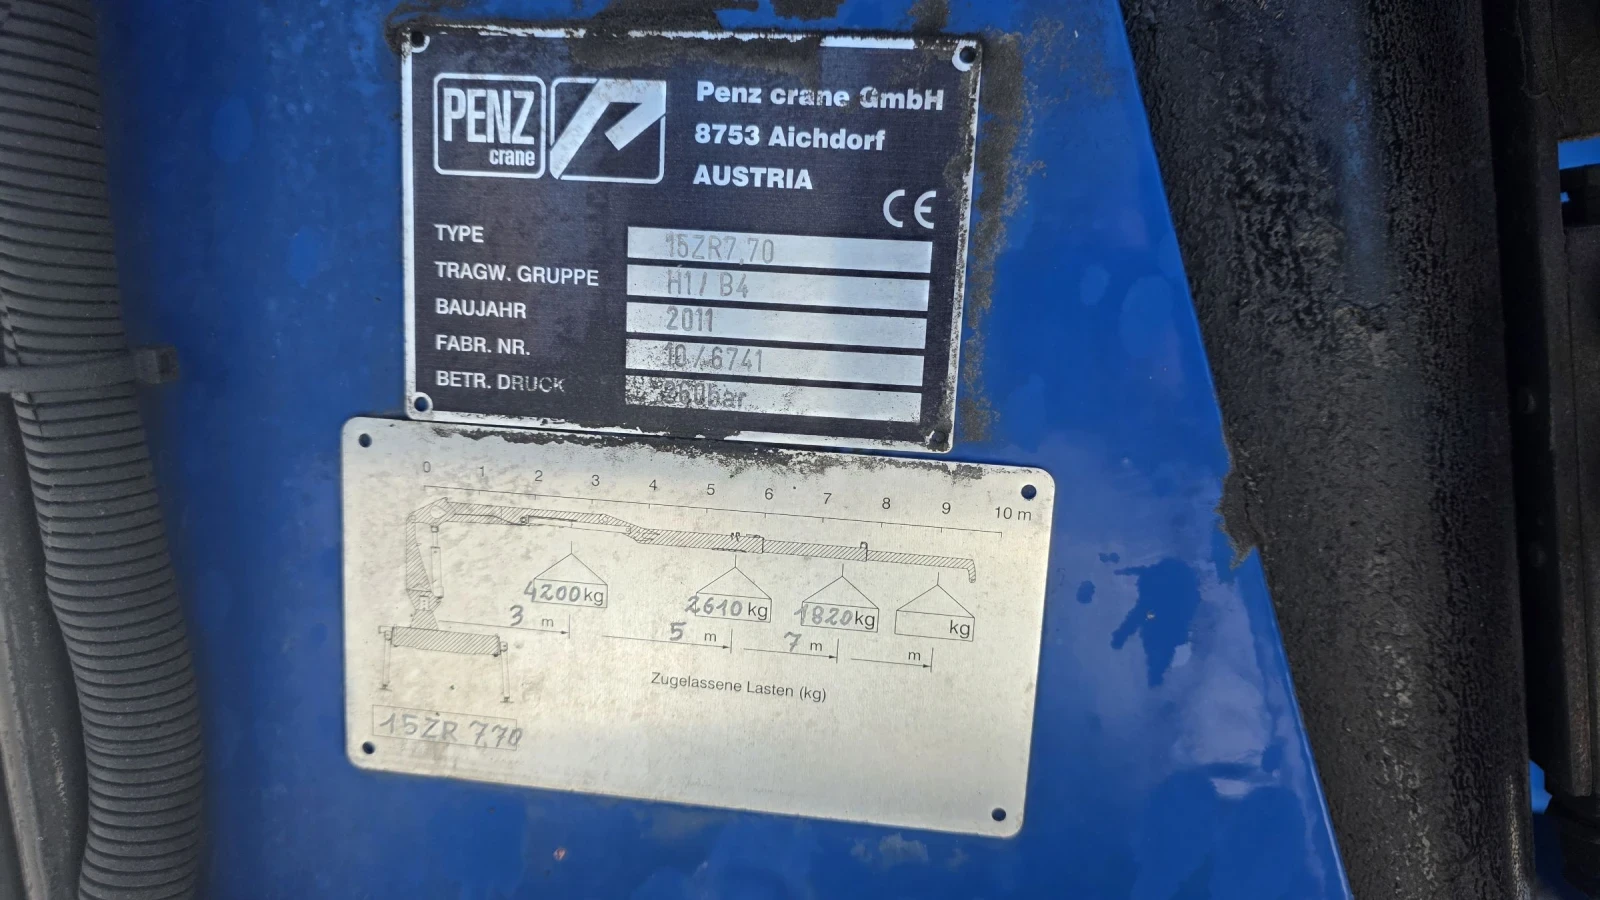 PENZ
crane
Penz crane GmbH
8753 Aichdorf
AUSTRIA
CE
TYPE 15ZR7,70
TRAGW. GRUPPE H1/ B4
BAUJAHR 2011
FABR. NR. 10/6741
BETR. DRUCK
0 1 2 3 4 5 6 7 8 9 10 m
4200kg 2610 kg 1820kg kg
3 m 5 m 7 m m
Zugelassene Lasten (kg)
15ZR 7,70